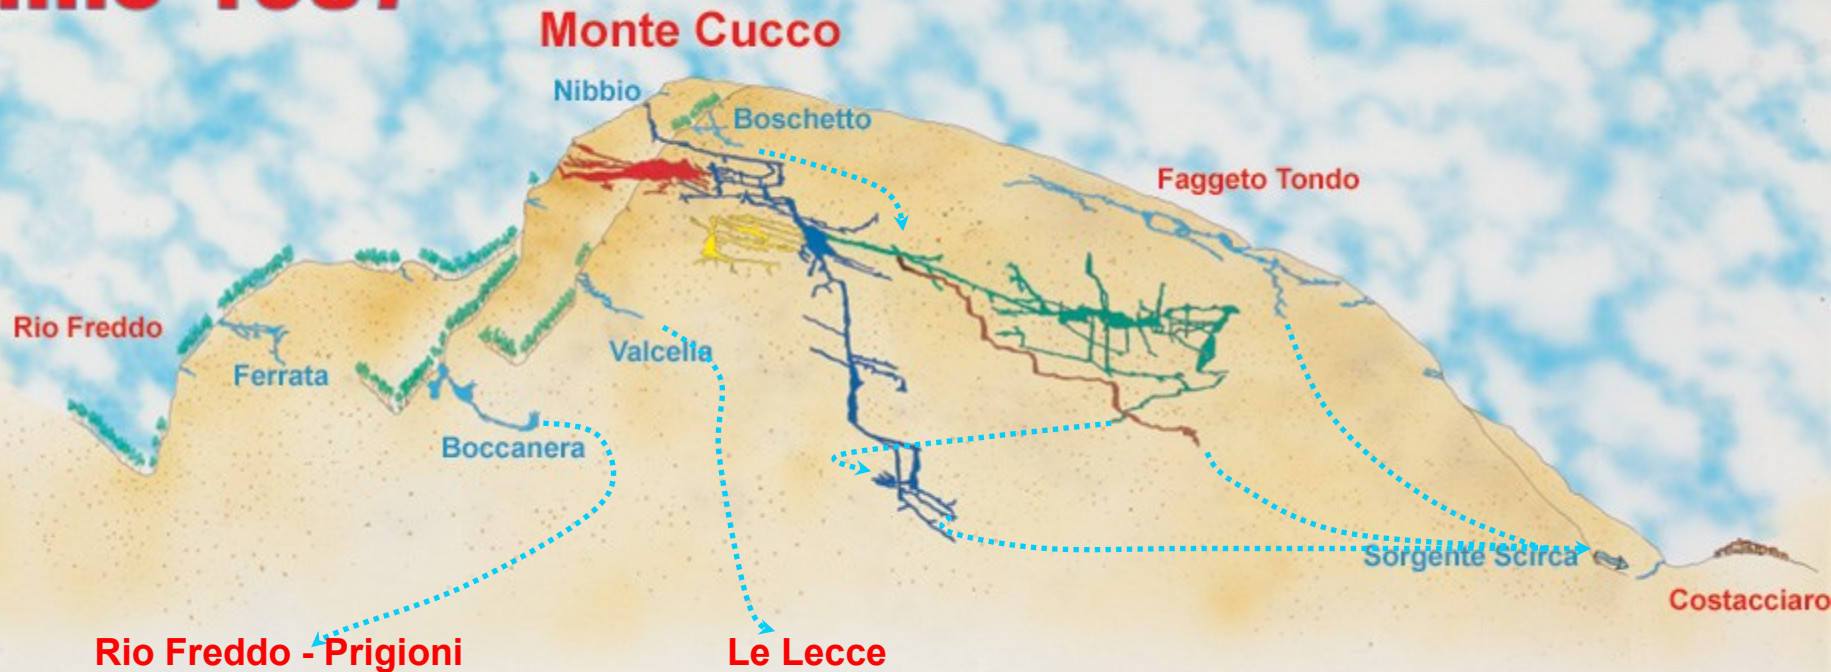 Monte Cucco
Nibbio
Boschetto
Faggeto Tondo
Rio Freddo
Ferrata
Valcella
Boccanera
Sorgente Scirca
Costacciaro
Rio Freddo - Prigioni
Le Lecce